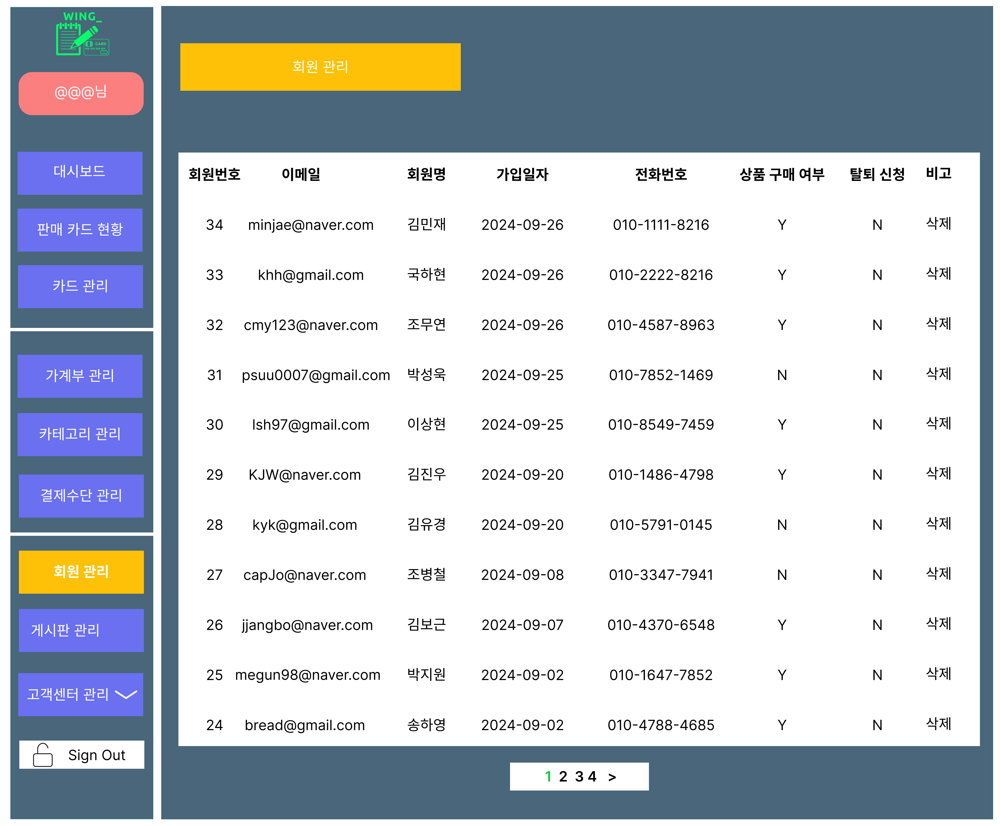 WING_
CARD
@@@님
대시보드
판매 카드 현황
카드 관리
가계부 관리
카테고리 관리
결제수단 관리
회원 관리
게시판 관리
고객센터 관리
Sign Out
회원 관리
회원번호 이메일 회원명 가입일자 전화번호 상품 구매 여부 탈퇴 신청 비고
34 minjae@naver.com 김민재 2024-09-26 010-1111-8216 Y N 삭제
33 khh@gmail.com 국하현 2024-09-26 010-2222-8216 Y N 삭제
32 cmy123@naver.com 조무연 2024-09-26 010-4587-8963 Y N 삭제
31 psuu0007@gmail.com 박성욱 2024-09-25 010-7852-1469 N N 삭제
30 lsh97@gmail.com 이상현 2024-09-25 010-8549-7459 Y N 삭제
29 KJW@naver.com 김진우 2024-09-20 010-1486-4798 Y N 삭제
28 kyk@gmail.com 김유경 2024-09-20 010-5791-0145 N N 삭제
27 capJo@naver.com 조병철 2024-09-08 010-3347-7941 N N 삭제
26 jjangbo@naver.com 김보근 2024-09-07 010-4370-6548 Y N 삭제
25 megun98@naver.com 박지원 2024-09-02 010-1647-7852 Y N 삭제
24 bread@gmail.com 송하영 2024-09-02 010-4788-4685 Y N 삭제
1 2 3 4 >